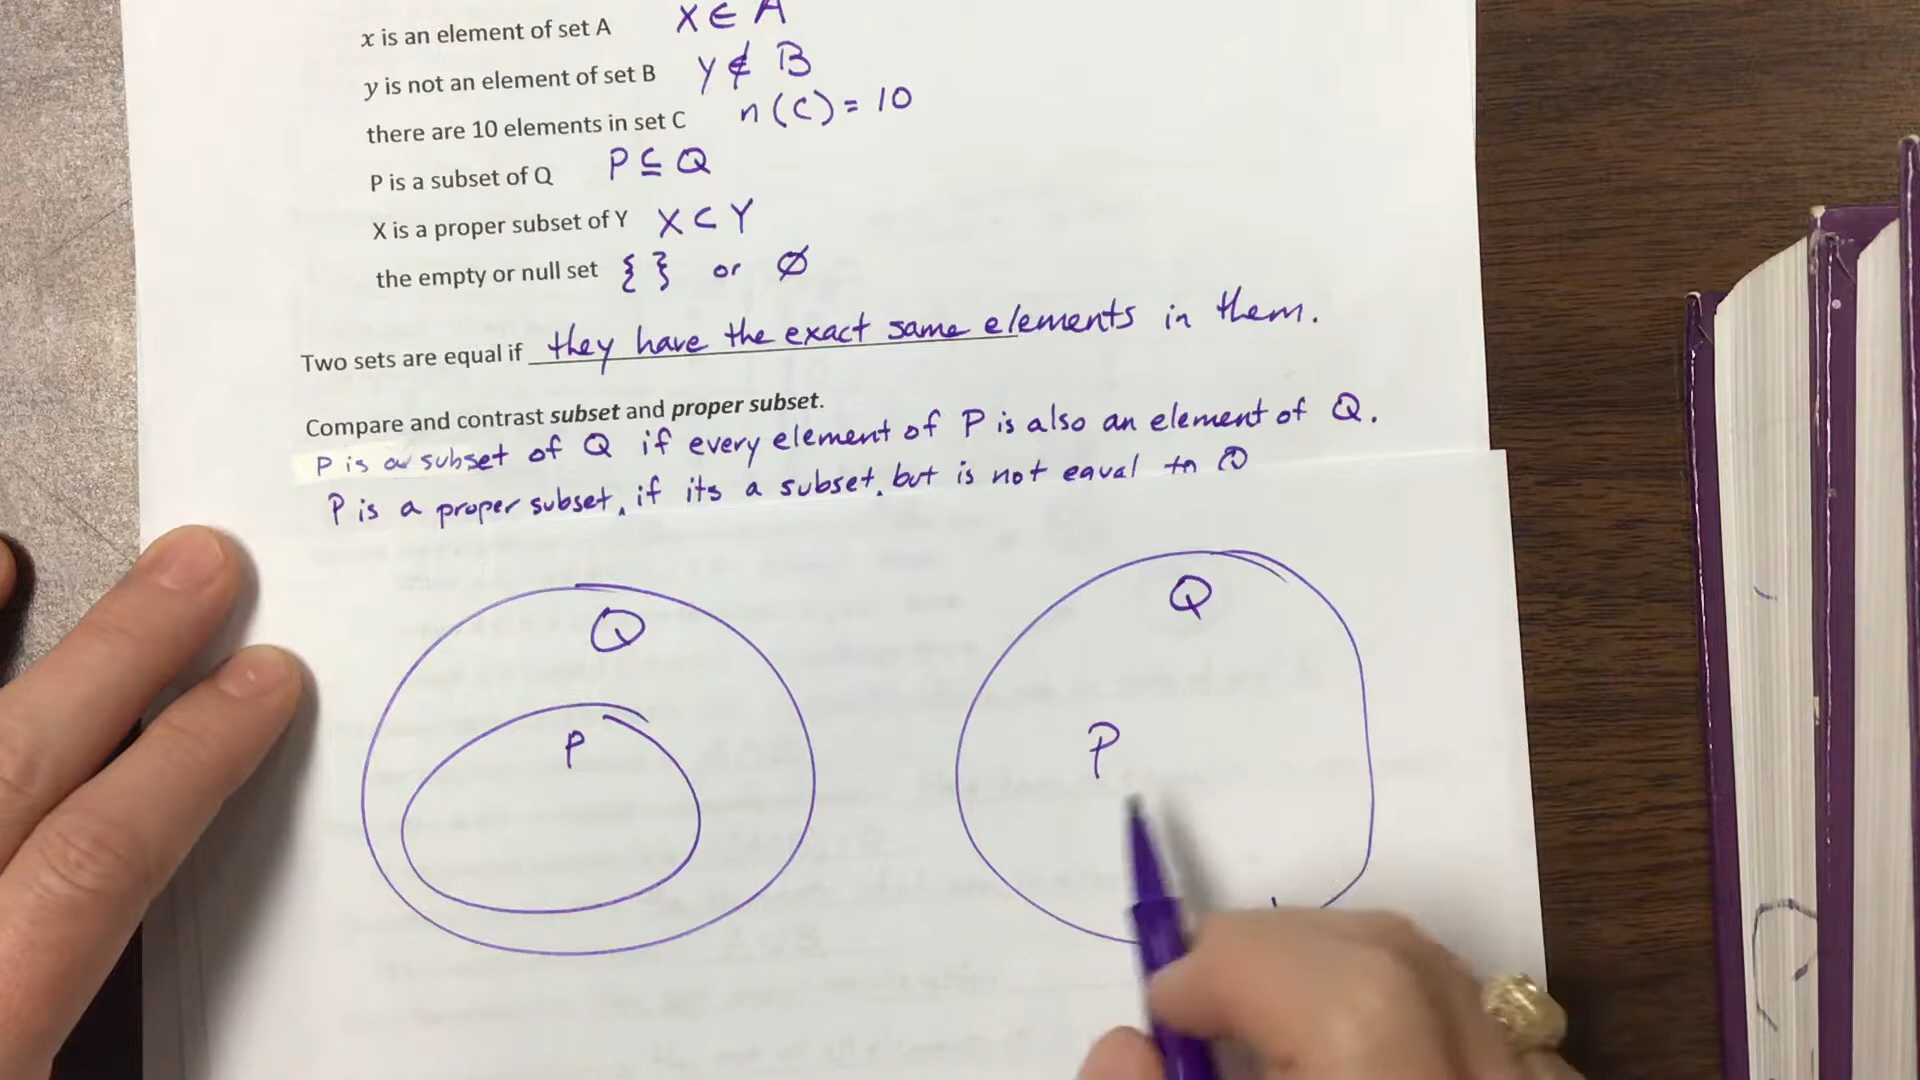 x is an element of set A X ∈ A
y is not an element of set B y ∉ B
there are 10 elements in set C n(C) = 10
P is a subset of Q P ⊆ Q
X is a proper subset of Y X ⊂ Y
the empty or null set { } or ∅
Two sets are equal if they have the exact same elements in them.
Compare and contrast subset and proper subset.
P is a subset of Q if every element of P is also an element of Q.
P is a proper subset, if its a subset, but is not equal to Q
Q
P
Q
P